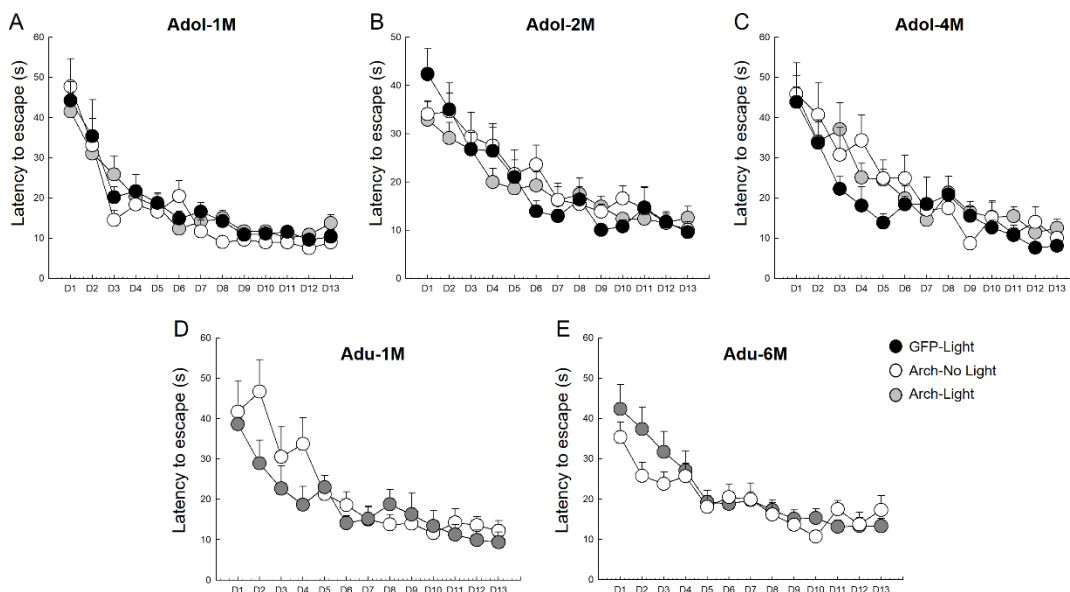 A
Adol-1M
Latency to escape (s)
60
50
40
30
20
10
0
D1 D2 D3 D4 D5 D6 D7 D8 D9 D10 D11 D12 D13
B
Adol-2M
Latency to escape (s)
50
40
30
20
10
0
D1 D2 D3 D4 D5 D6 D7 D8 D9 D10 D11 D12 D13
C
Adol-4M
Latency to escape (s)
60
50
40
30
20
10
0
D1 D2 D3 D4 D5 D6 D7 D8 D9 D10 D11 D12 D13
D
Adu-1M
Latency to escape (s)
60
50
40
30
20
10
0
D1 D2 D3 D4 D5 D6 D7 D8 D9 D10 D11 D12 D13
E
Adu-6M
Latency to escape (s)
60
50
40
30
20
10
0
D1 D2 D3 D4 D5 D6 D7 D8 D9 D10 D11 D12 D13
GFP-Light
Arch-No Light
Arch-Light